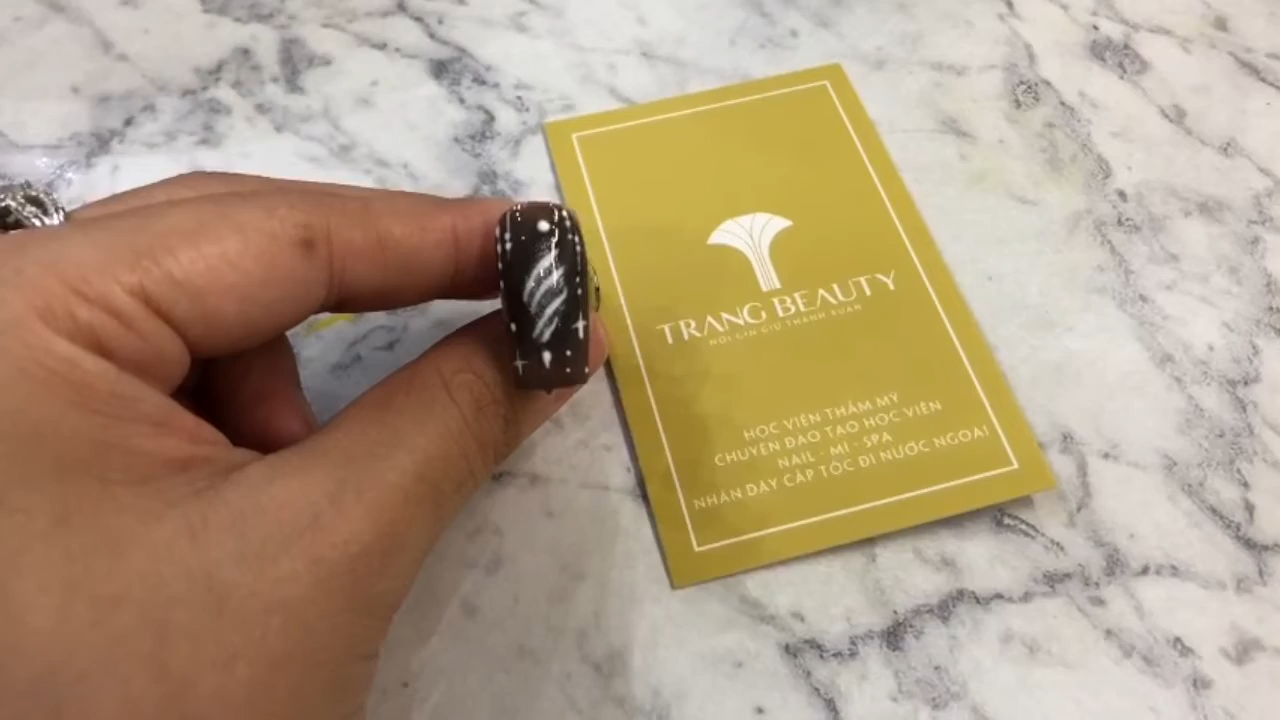 TRANG BEAUTY
NƠI GÌN GIỮ THANH XUÂN
HỌC VIỆN THẨM MỸ
CHUYÊN ĐÀO TẠO HỌC VIÊN
NAIL - MI - SPA
NHẬN DẠY CẤP TỐC ĐI NƯỚC NGOÀI